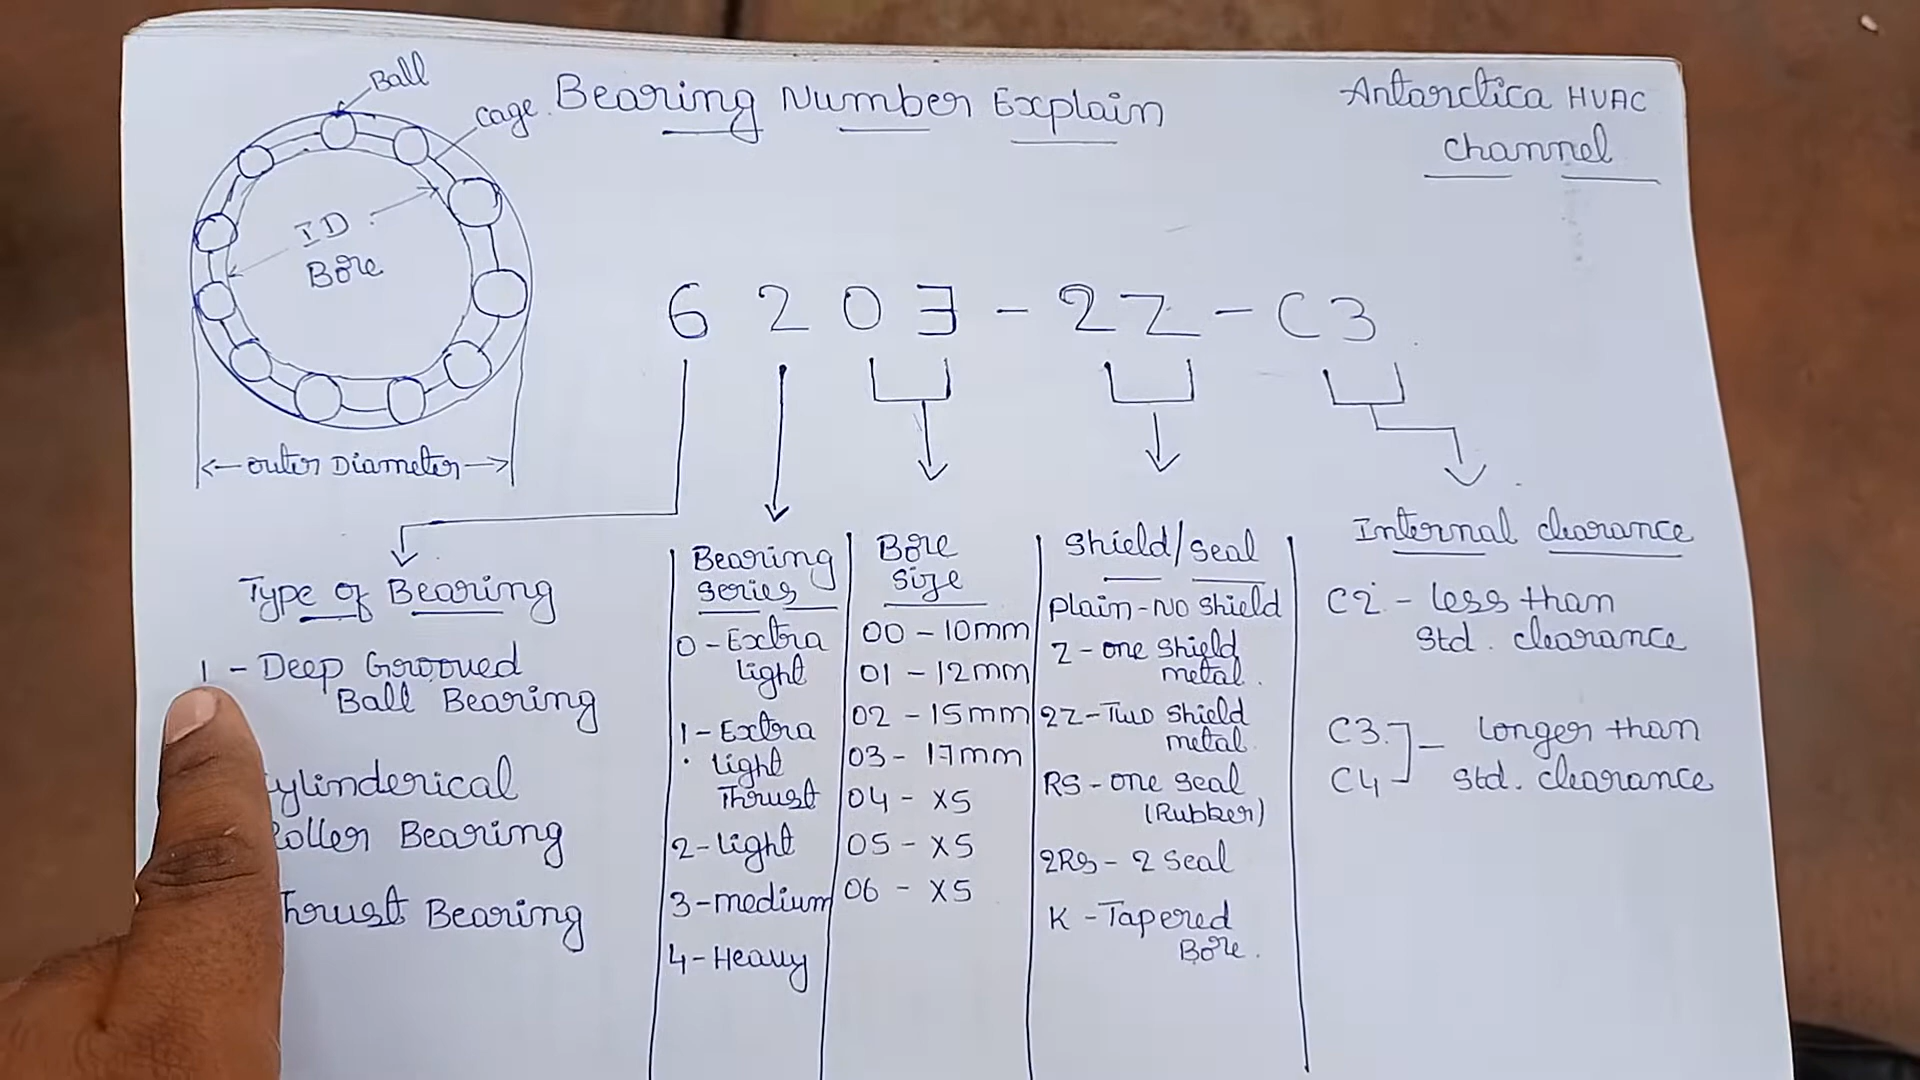 Ball
cage.
Bearing Number Explain
Antarctica HVAC
channel
ID
Bore
6 2 0 3 - 2Z - C3
outer Diameter
Type of Bearing
- Deep Grooved
Ball Bearing
Bearing
series
0-Extra
light
1-Extra
light
Thrust
2-light
3-medium
4-Heavy
Bore
Size
00-10mm
01-12mm
02-15mm
03-17mm
04-X5
05-X5
06-X5
shield/seal
plain-No shield
Z-one shield
metal.
2Z-Two shield
metal.
RS-one seal
(Rubber)
2RS-2 seal
K-Tapered
Bore.
Internal clearance
C2-less than
std. clearance
C3
C4
- longer than
std. clearance
Bearing
Thrust Bearing